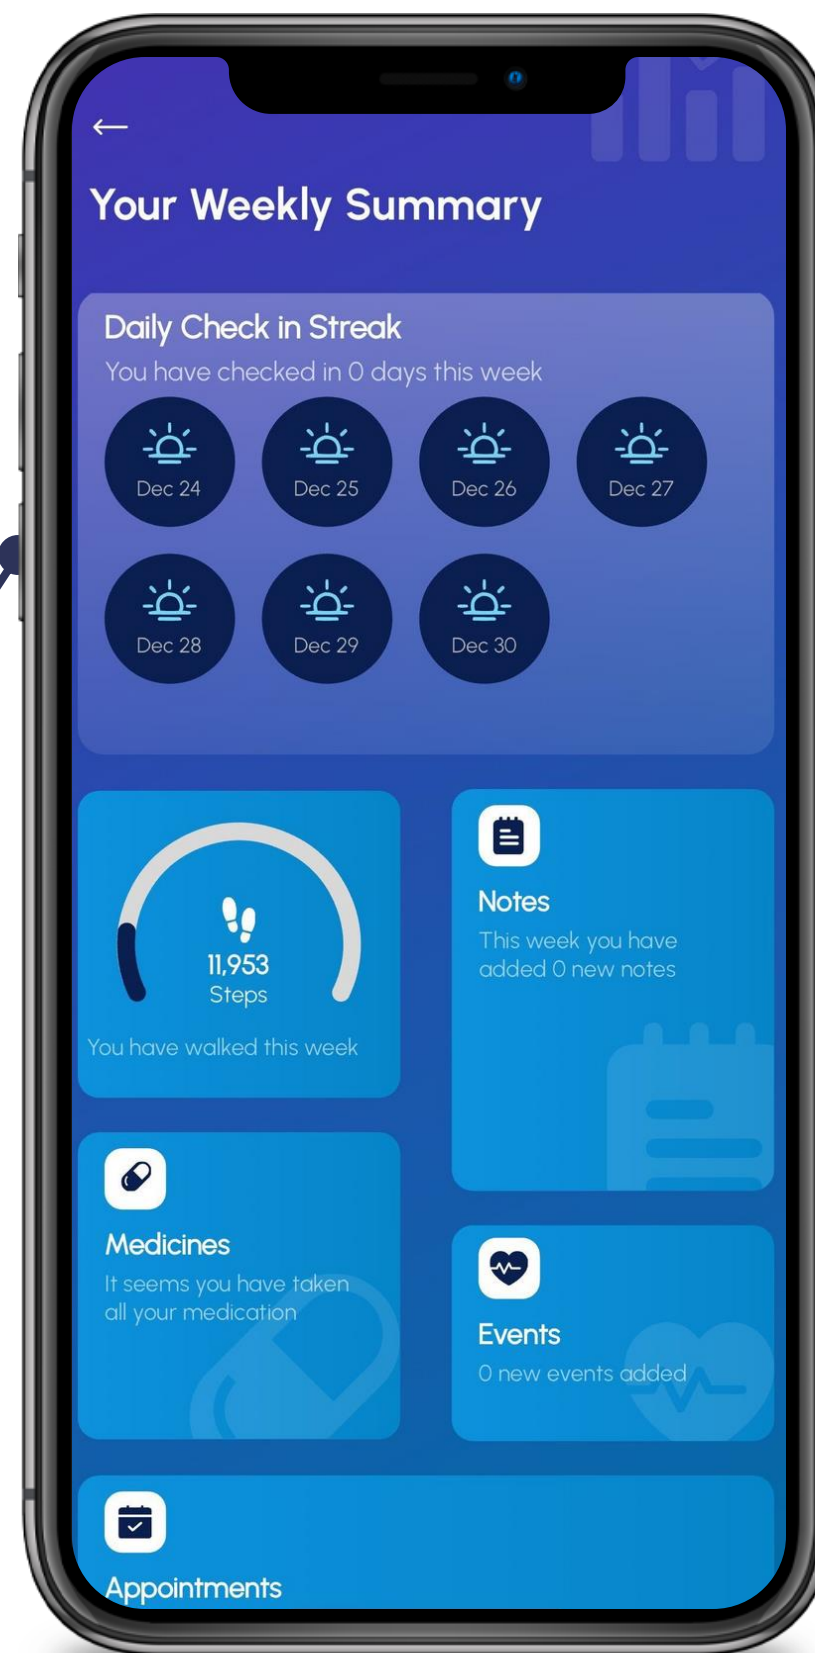 Your Weekly Summary
Daily Check in Streak
You have checked in 0 days this week
Dec 24
Dec 25
Dec 26
Dec 27
Dec 28
Dec 29
Dec 30
11,953
Steps
You have walked this week
Notes
This week you have
added 0 new notes
Medicines
It seems you have taken
all your medication
Events
0 new events added
Appointments